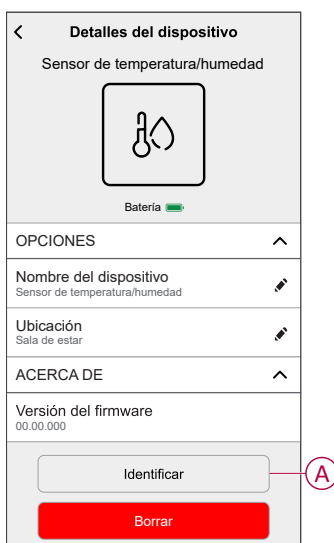 Detalles del dispositivo
Sensor de temperatura/humedad
Batería
OPCIONES
Nombre del dispositivo
Sensor de temperatura/humedad
Ubicación
Sala de estar
ACERCA DE
Versión del firmware
00.00.000
Identificar
A
Borrar